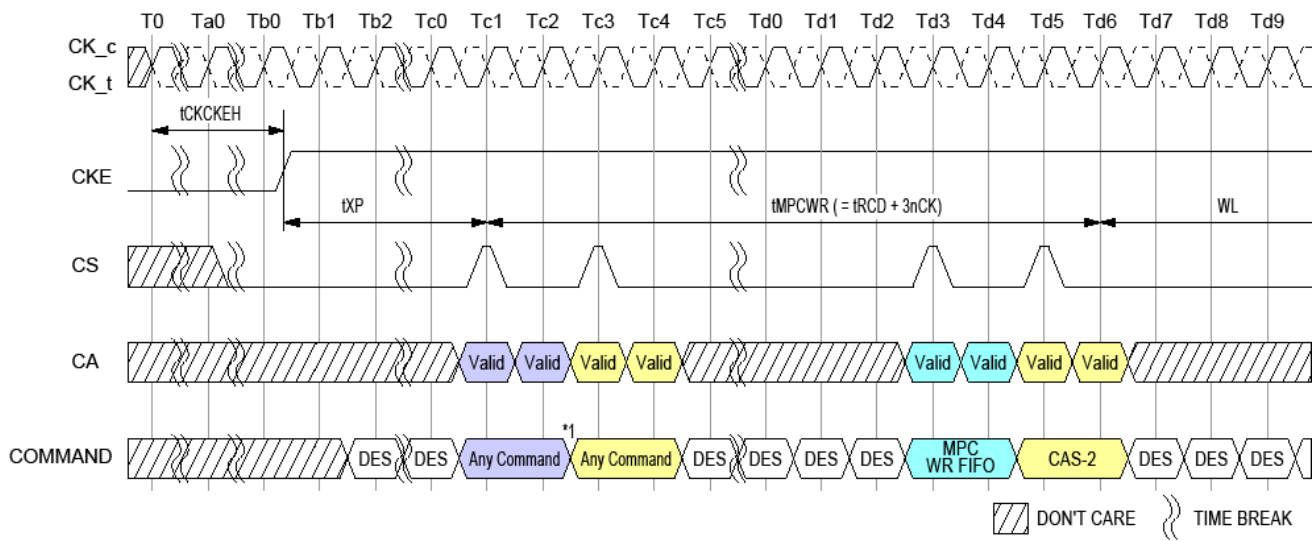 T0 Ta0 Tb0 Tb1 Tb2 Tc0 Tc1 Tc2 Tc3 Tc4 Tc5 Td0 Td1 Td2 Td3 Td4 Td5 Td6 Td7 Td8 Td9
CK_c
CK_t
tCKCKEH
CKE
tXP tMPCWR ( = tRCD + 3nCK) WL
CS
CA Valid Valid Valid Valid Valid Valid Valid Valid
*1
COMMAND DES DES Any Command Any Command DES DES DES DES MPC WR FIFO CAS-2 DES DES DES
DON'T CARE TIME BREAK